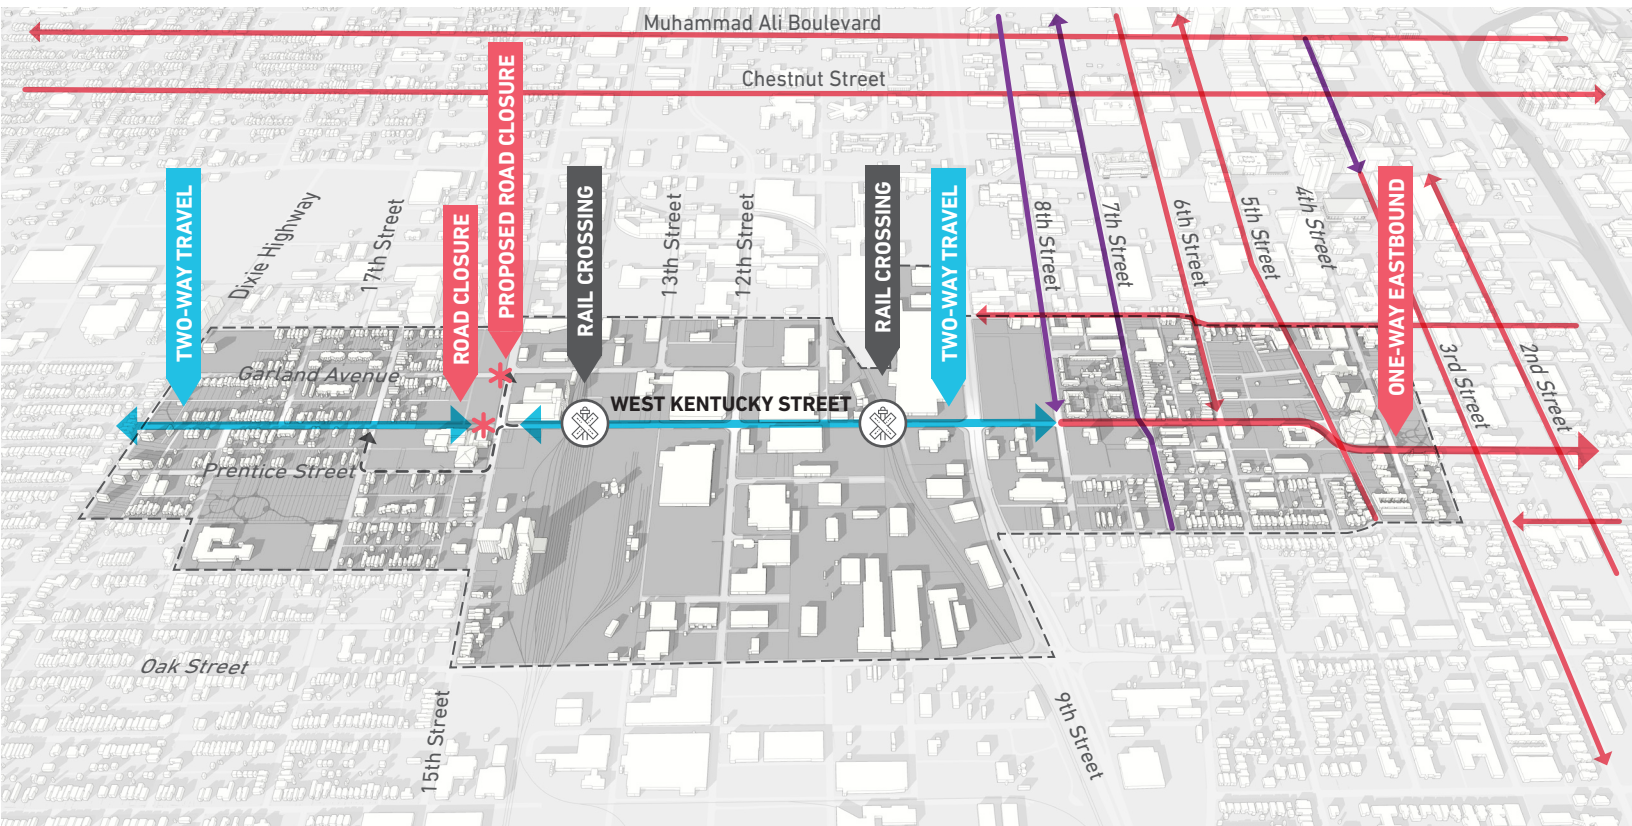 Muhammad Ali Boulevard
Chestnut Street
TWO-WAY TRAVEL
Dixie Highway
17th Street
ROAD CLOSURE
PROPOSED ROAD CLOSURE
RAIL CROSSING
13th Street
12th Street
RAIL CROSSING
TWO-WAY TRAVEL
8th Street
7th Street
6th Street
5th Street
4th Street
ONE-WAY EASTBOUND
3rd Street
2nd Street
Garland Avenue
WEST KENTUCKY STREET
Prentice Street
Oak Street
15th Street
9th Street